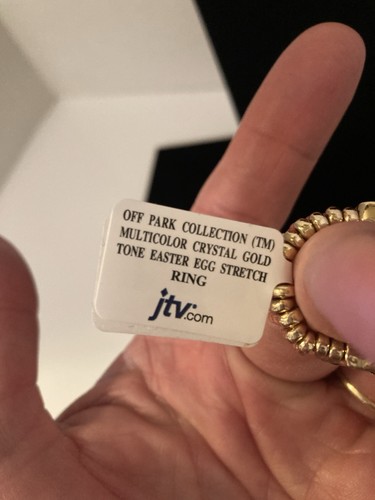 OFF PARK COLLECTION (TM)
MULTICOLOR CRYSTAL GOLD
TONE EASTER EGG STRETCH
RING
jtv.com